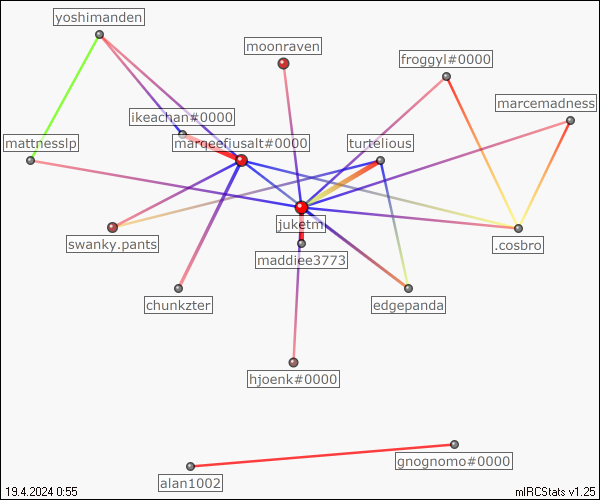 yoshimanden
moonraven
froggyl#0000
marcemadness
ikeachan#0000
mattnesslp
marneefiusalt#0000
turtelious
juketm
swanky.pants
.cosbro
maddiee3773
chunkzter
edgepanda
hjoenk#0000
gnognomo#0000
alan1002
19.4.2024 0:55
mIRCStats v1.25